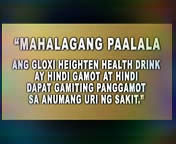 “MAHALAGANG PAALALA
ANG GLOXI HEIGHTEN HEALTH DRINK
AY HINDI GAMOT AT HINDI
DAPAT GAMITING PANGGAMOT
SA ANUMANG URI NG SAKIT.”